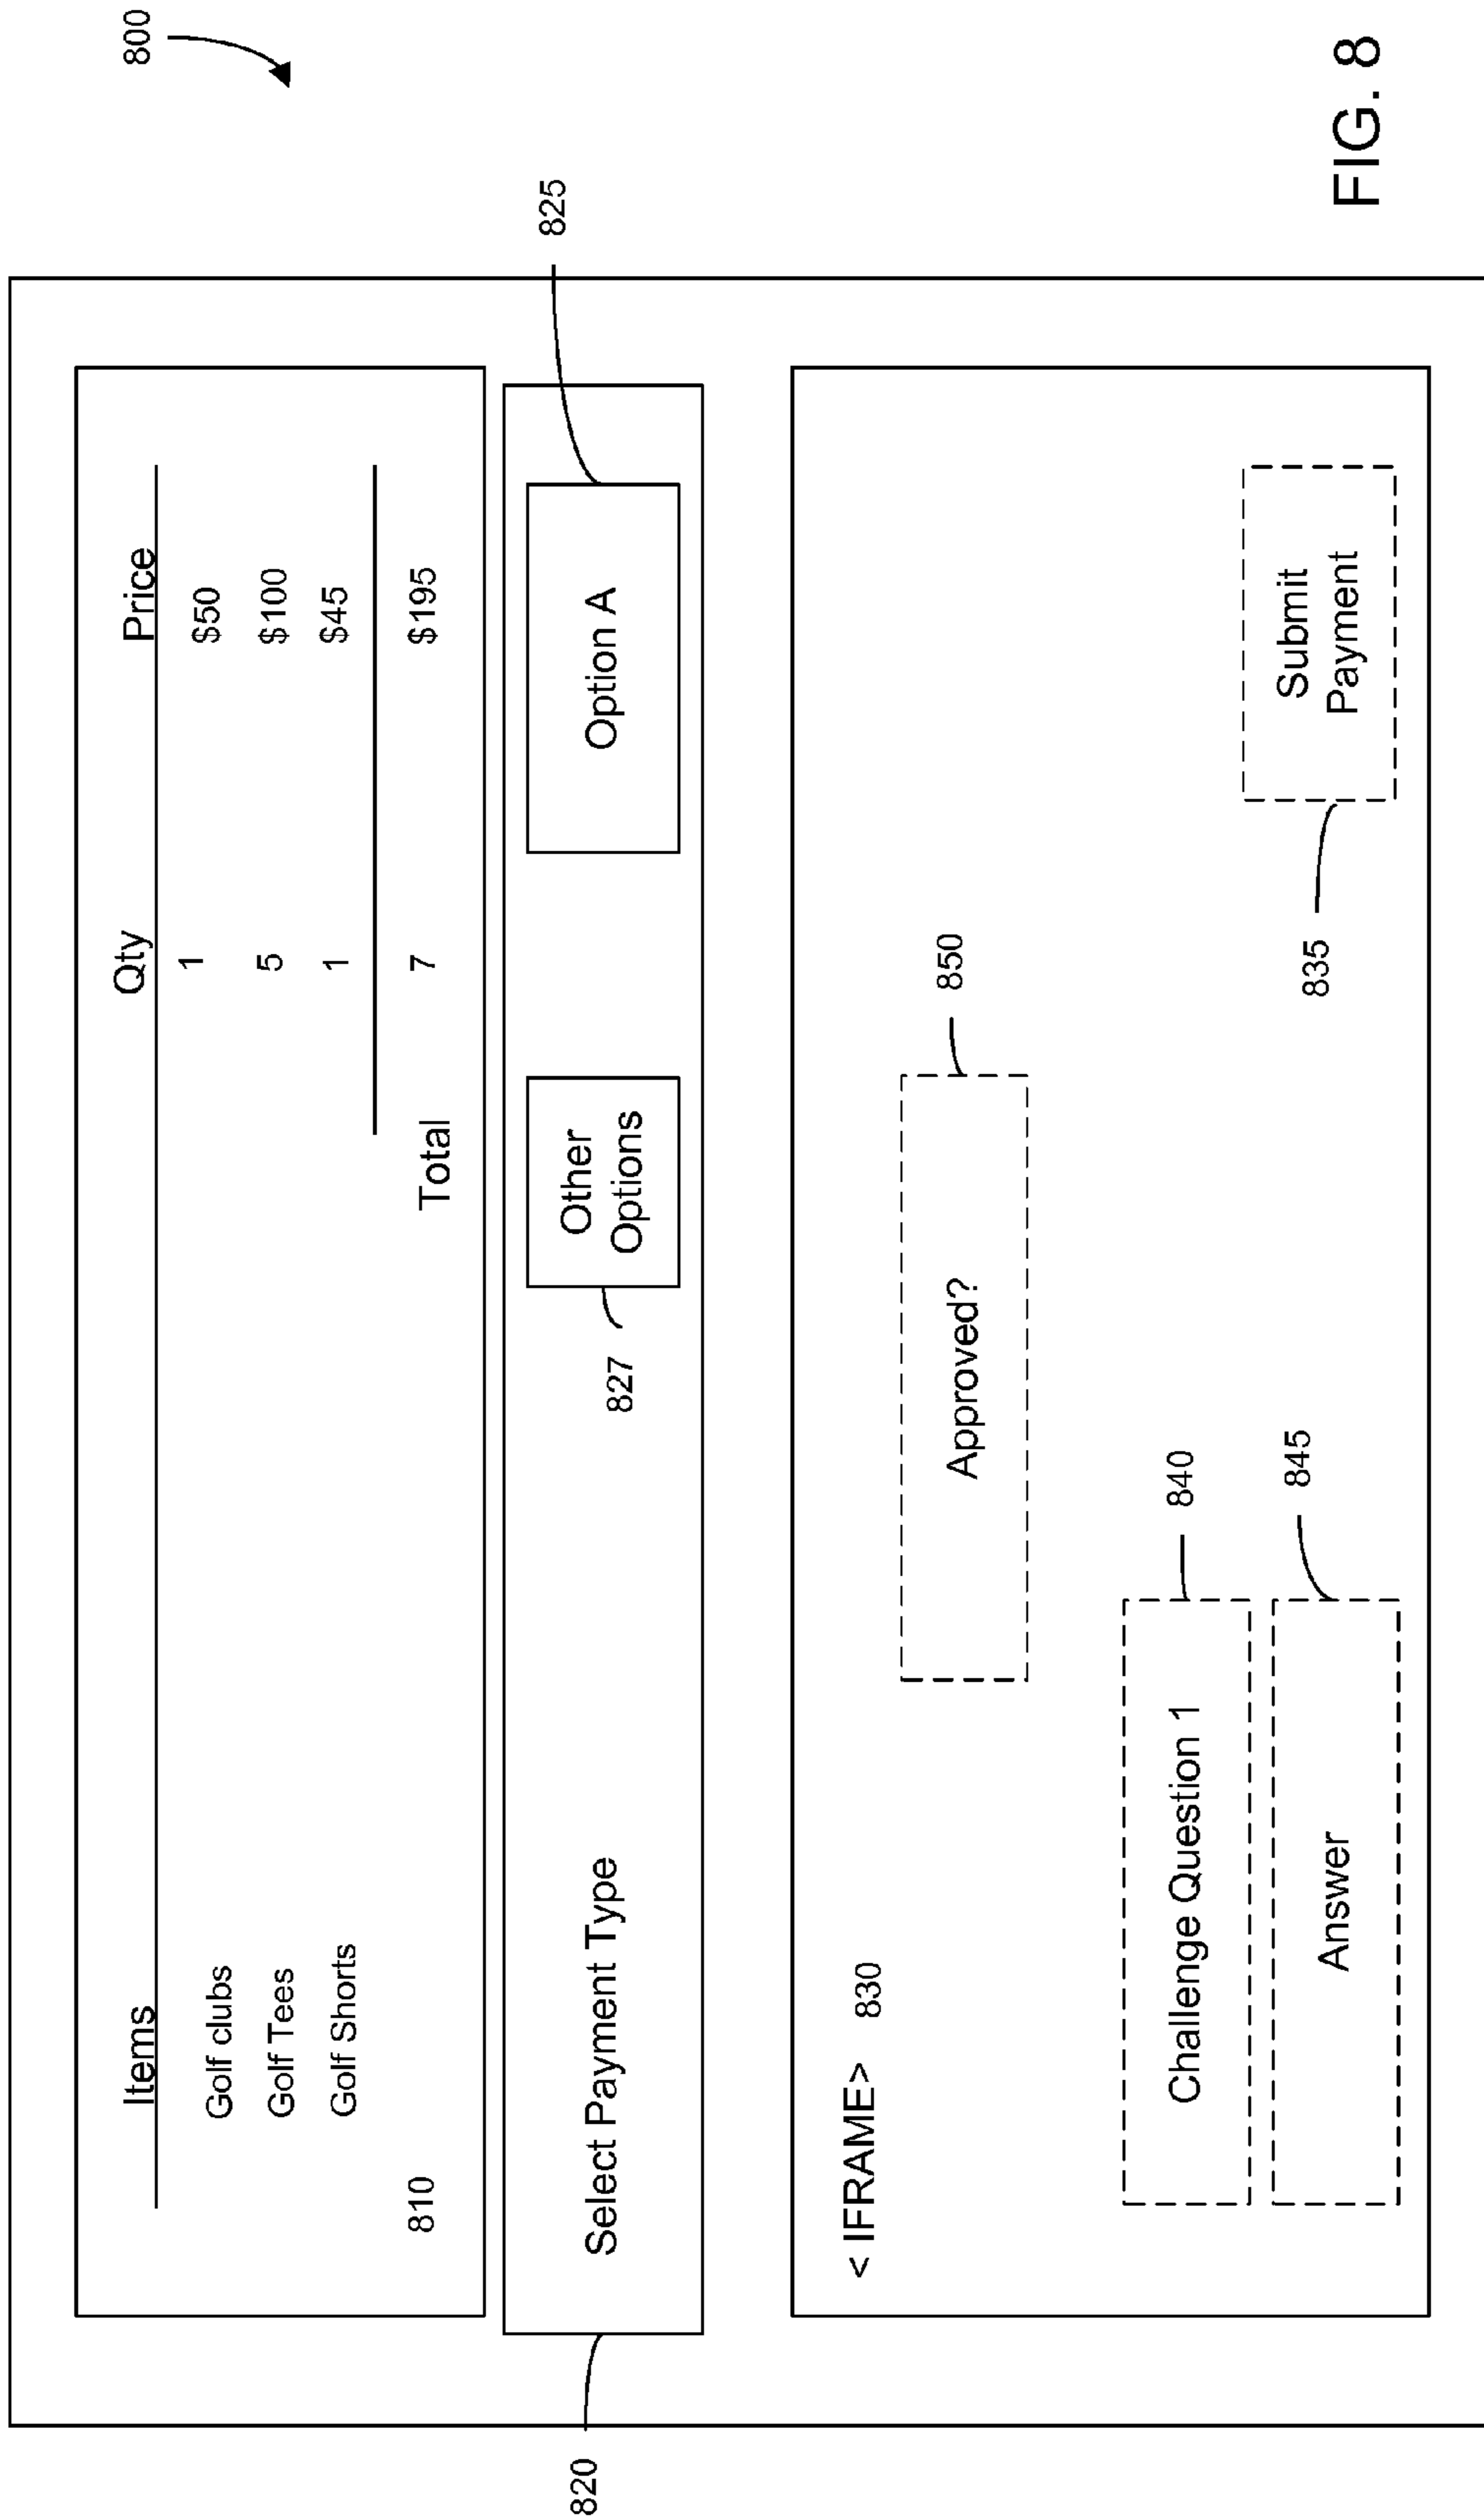 800
Items Qty Price
Golf clubs 1 $50
Golf Tees 5 $100
Golf Shorts 1 $45
810
Total 7 $195
820
Select Payment Type
827
Other
Options
Option A
825
< IFRAME> 830
Approved?
850
Challenge Question 1
840
Answer
845
835
Submit
Payment
FIG. 8